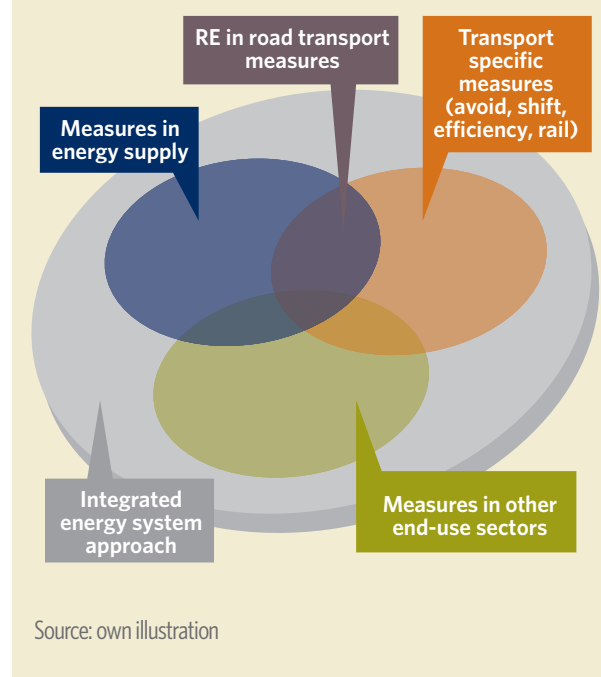 RE in road transport
measures
Transport
specific
measures
(avoid, shift,
efficiency, rail)
Measures in
energy supply
Integrated
energy system
approach
Measures in other
end-use sectors
Source: own illustration